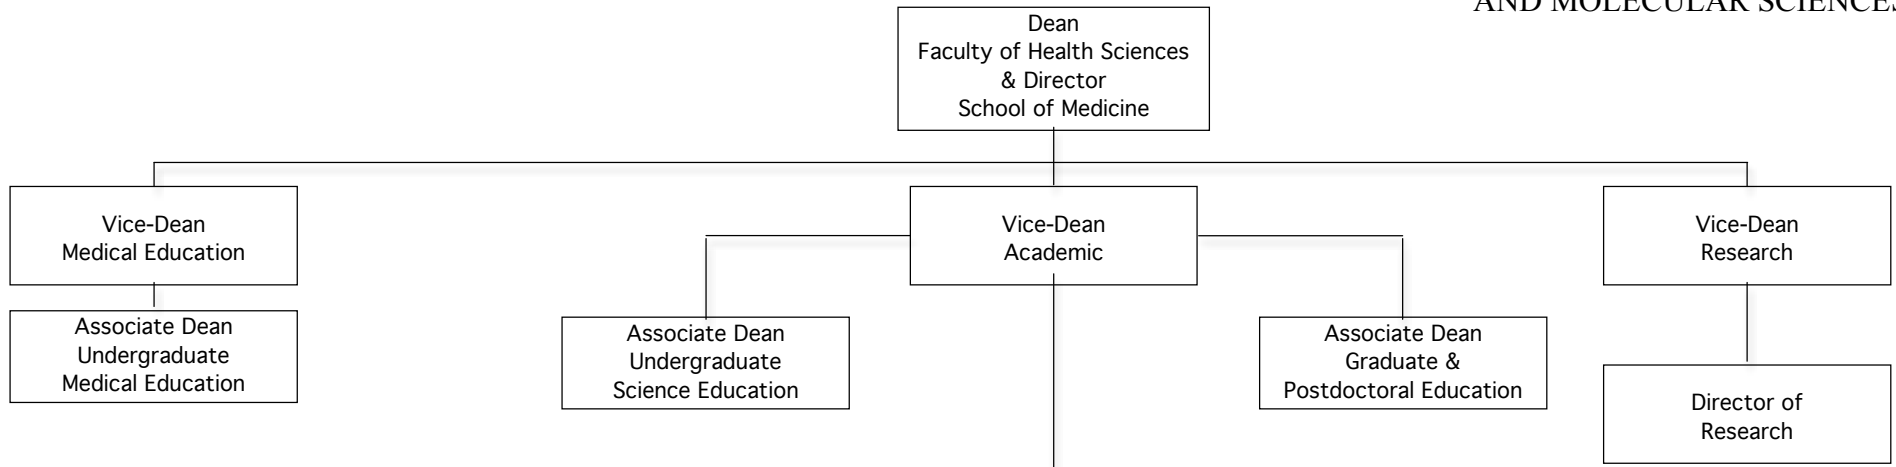 AND MOLECULAR SCIENCES
Dean
Faculty of Health Sciences
& Director
School of Medicine
Vice-Dean
Medical Education
Vice-Dean
Academic
Vice-Dean
Research
Associate Dean
Undergraduate
Medical Education
Associate Dean
Undergraduate
Science Education
Associate Dean
Graduate &
Postdoctoral Education
Director of
Research